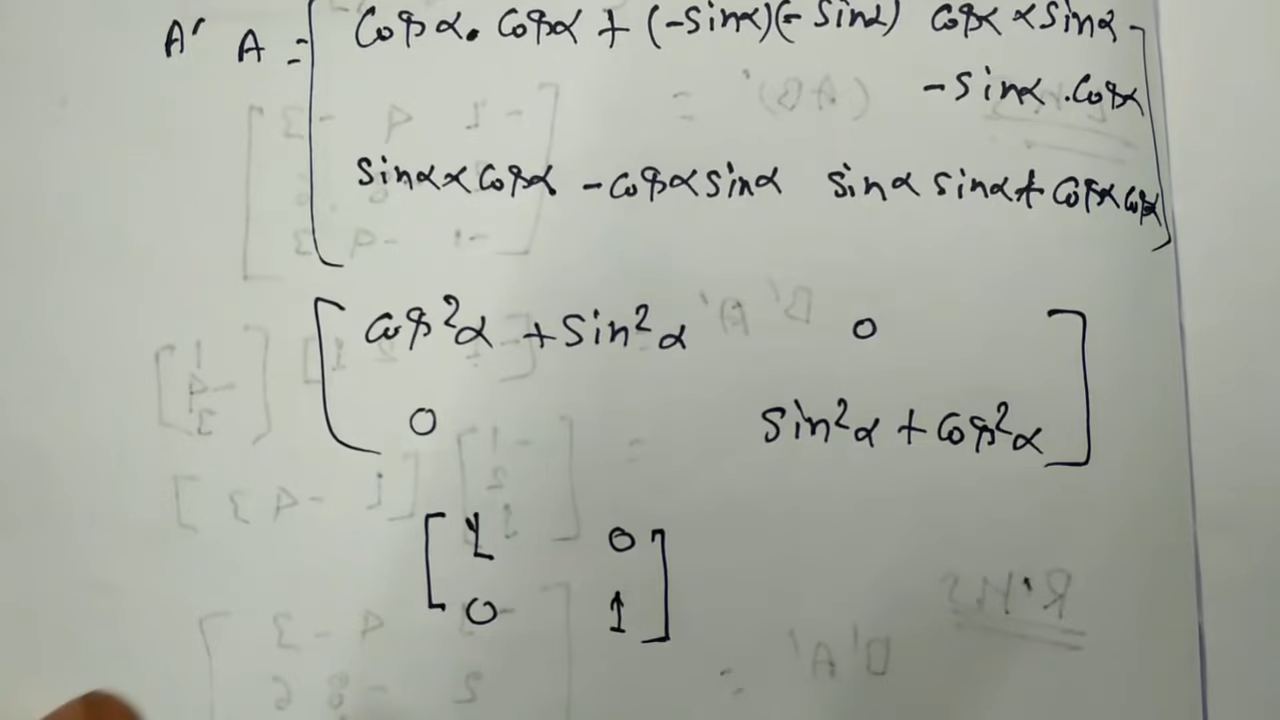 A' A = [ Cosα. Cosα + (-Sinα)(- Sinα) Cosα × Sinα
- Sinα . Cosα
Sinα × Cosα - Cosα Sinα Sinα Sinα + Cosα Cosα ]
[ Cos²α + Sin²α 0
0 Sin²α + Cos²α ]
[ 1 0
0 1 ]